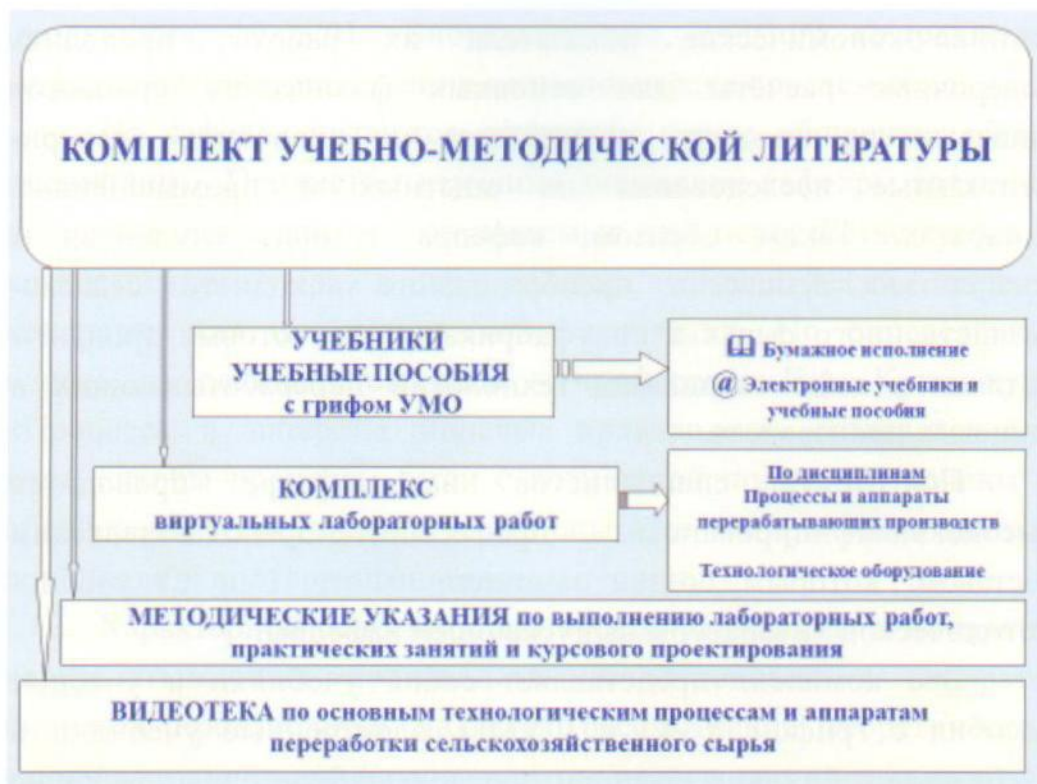 КОМПЛЕКТ УЧЕБНО-МЕТОДИЧЕСКОЙ ЛИТЕРАТУРЫ
УЧЕБНИКИ
УЧЕБНЫЕ ПОСОБИЯ
с грифом УМО
Бумажное исполнение
@ Электронные учебники и
учебные пособия
КОМПЛЕКС
виртуальных лабораторных работ
По дисциплинам
Процессы и аппараты
перерабатывающих производств
Технологическое оборудование
МЕТОДИЧЕСКИЕ УКАЗАНИЯ по выполнению лабораторных работ,
практических занятий и курсового проектирования
ВИДЕОТЕКА по основным технологическим процессам и аппаратам
переработки сельскохозяйственного сырья